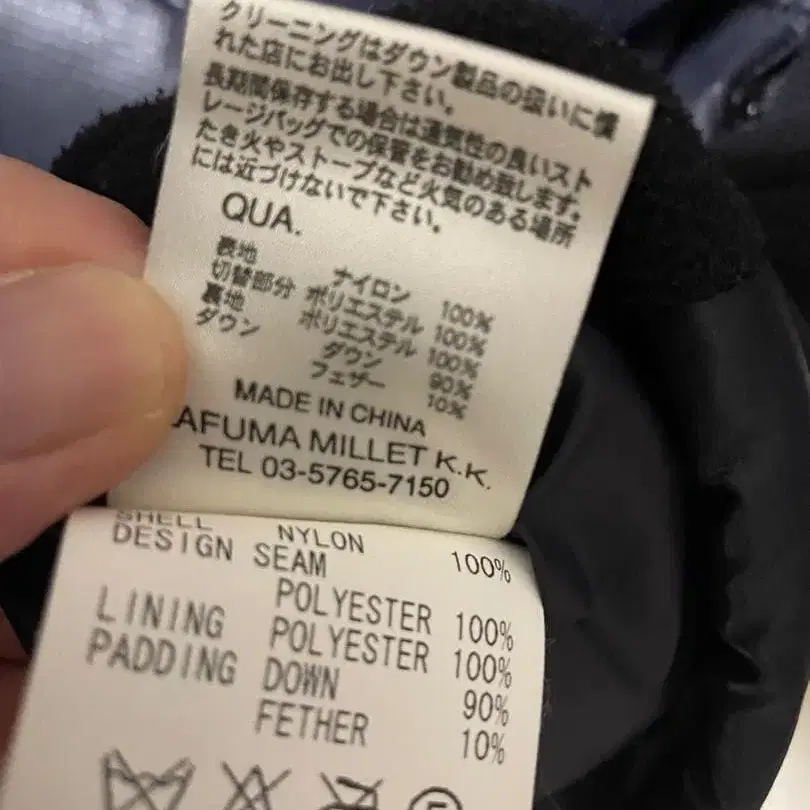 クリーニングはダウン製品の扱いに慣
れた店にお出し下さい。
長期間保存する場合は通気性の良いスト
レージバッグでの保管をお勧め致します。
たき火やストーブなど火気のある場所
には近づけないで下さい。
QUA.
表地 ナイロン 100%
切替部分 ポリエステル 100%
裏地 ポリエステル 100%
ダウン ダウン 90%
フェザー 10%
MADE IN CHINA
AFUMA MILLET K.K.
TEL 03-5765-7150
SHELL NYLON 100%
DESIGN SEAM
POLYESTER 100%
LINING POLYESTER 100%
PADDING DOWN 90%
FETHER 10%